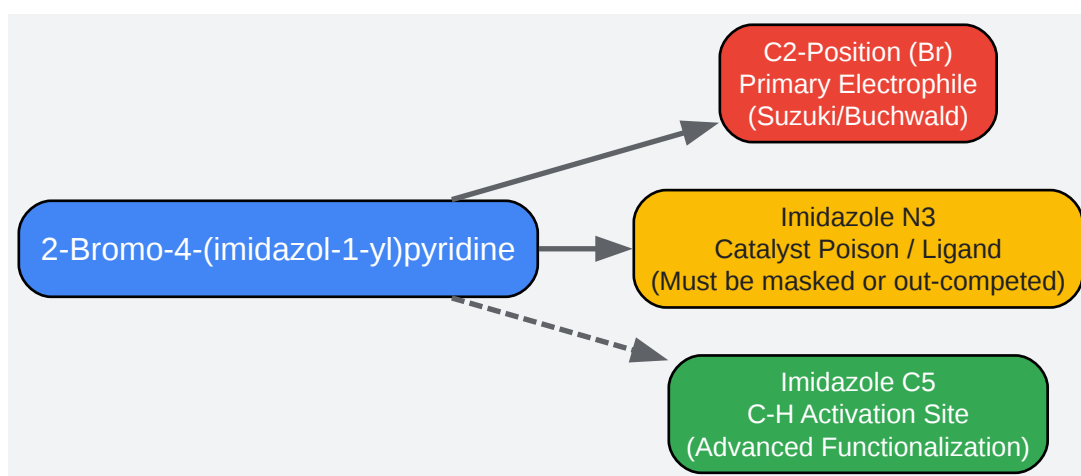 C2-Position (Br)
Primary Electrophile
(Suzuki/Buchwald)
2-Bromo-4-(imidazol-1-yl)pyridine
Imidazole N3
Catalyst Poison / Ligand
(Must be masked or out-competed)
Imidazole C5
C-H Activation Site
(Advanced Functionalization)